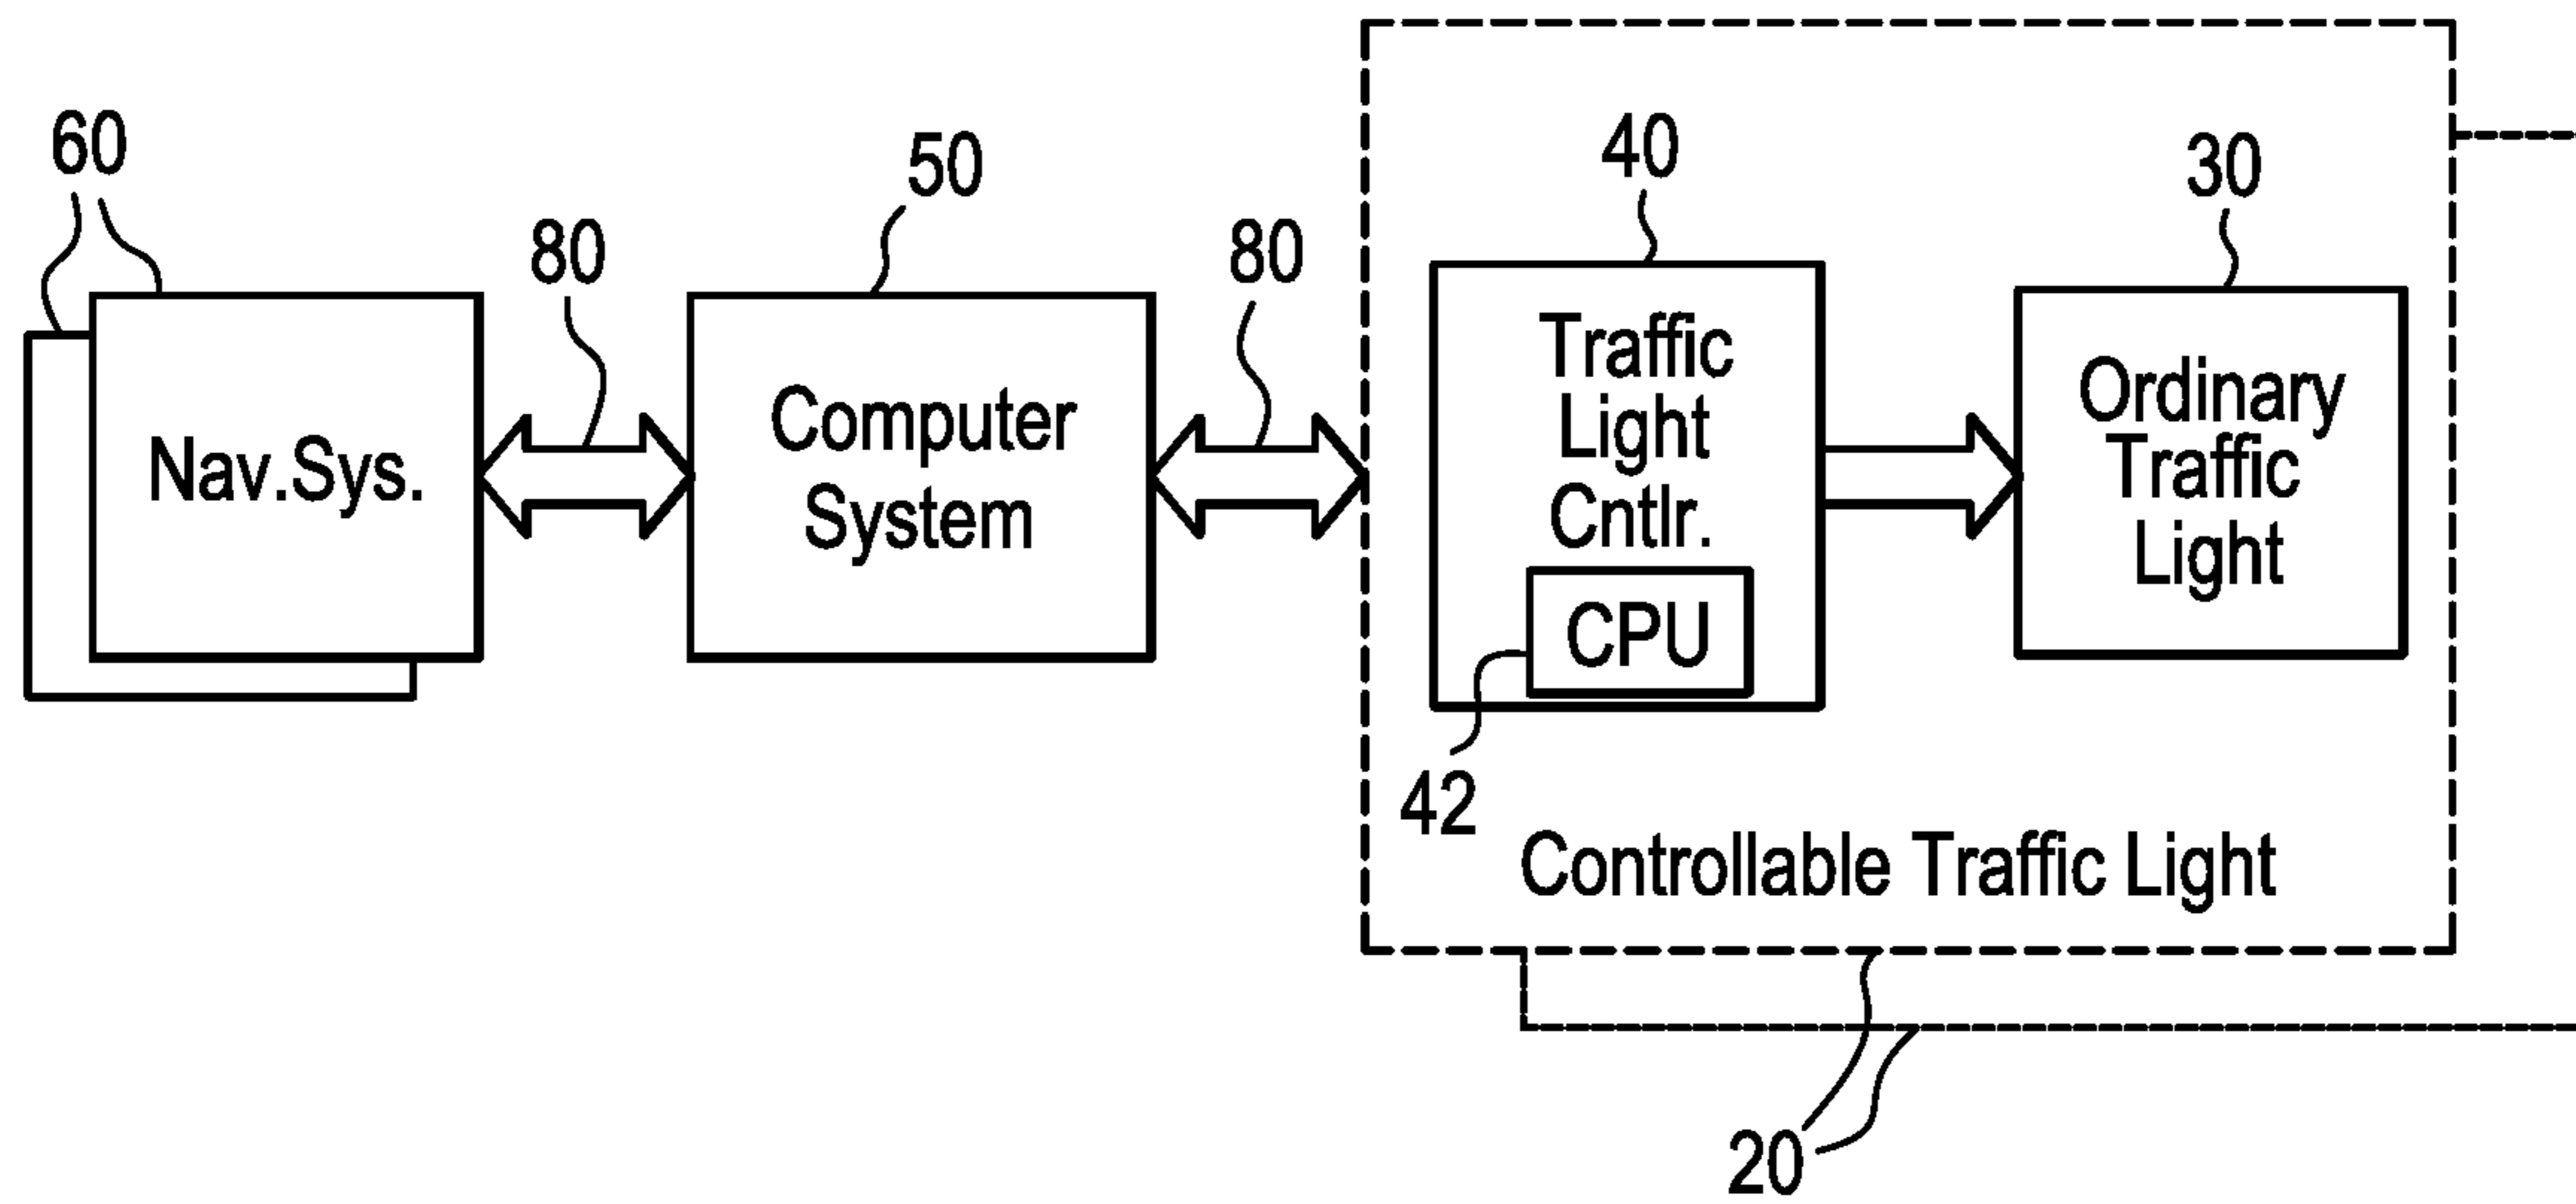 60
50
40
30
80
80
Nav.Sys.
Computer
System
Traffic
Light
Cntlr.
CPU
Ordinary
Traffic
Light
42
Controllable Traffic Light
20